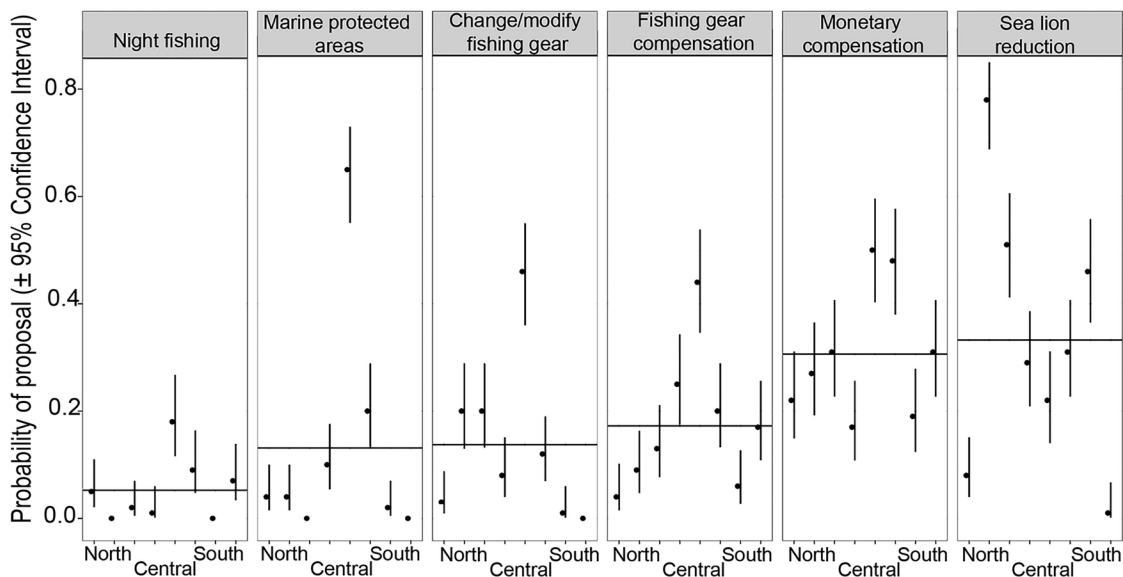 Night fishing
Marine protected
areas
Change/modify
fishing gear
Fishing gear
compensation
Monetary
compensation
Sea lion
reduction
Probability of proposal (± 95% Confidence Interval)
0.8
0.6
0.4
0.2
0.0
North South
Central
North South
Central
North South
Central
North South
Central
North South
Central
North South
Central